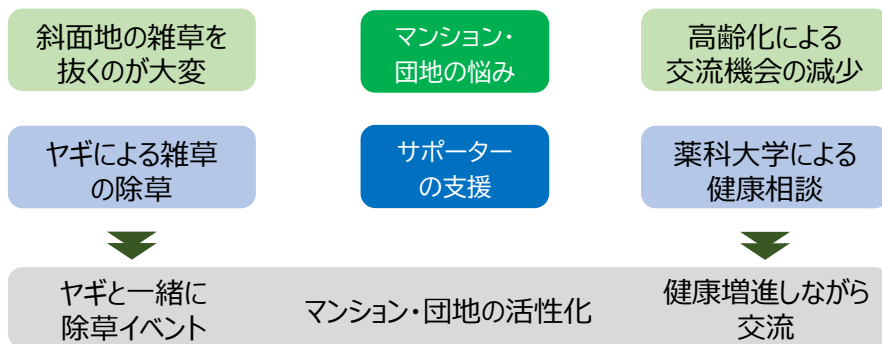 斜面地の雑草を
抜くのが大変
マンション・
団地の悩み
高齢化による
交流機会の減少
ヤギによる雑草
の除草
サポーター
の支援
薬科大学による
健康相談
ヤギと一緒に
除草イベント
マンション・団地の活性化
健康増進しながら
交流